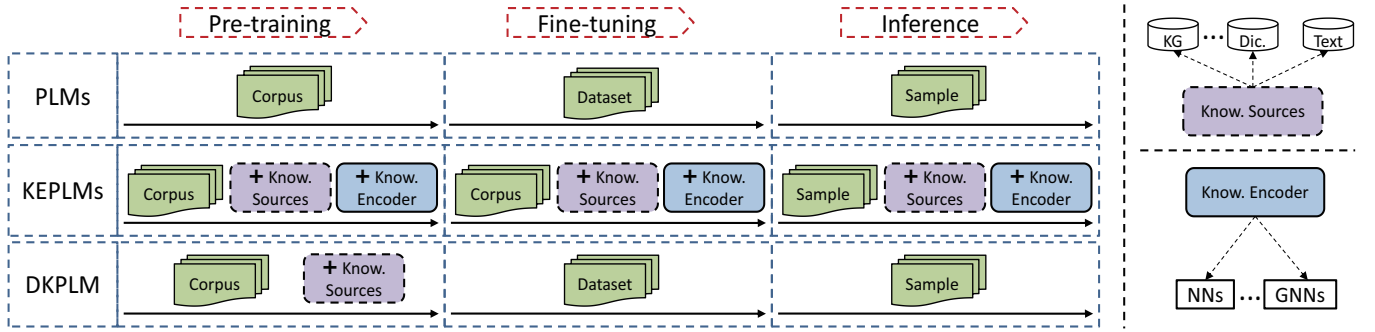 Pre-training Fine-tuning Inference
PLMs Corpus Dataset Sample
KEPLMs Corpus + Know. Sources + Know. Encoder Corpus + Know. Sources + Know. Encoder Sample + Know. Sources + Know. Encoder
DKPLM Corpus + Know. Sources Dataset Sample
KG ... Dic. Text
Know. Sources
Know. Encoder
NNs ... GNNs